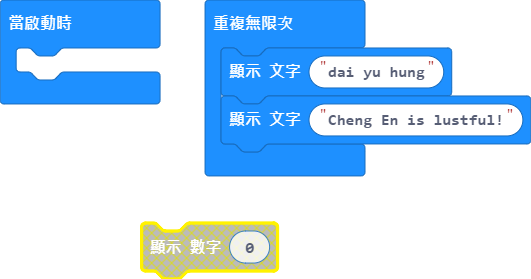 當啟動時
重複無限次
顯示 文字 "dai yu hung"
顯示 文字 "Cheng En is lustful!"
顯示 數字 0